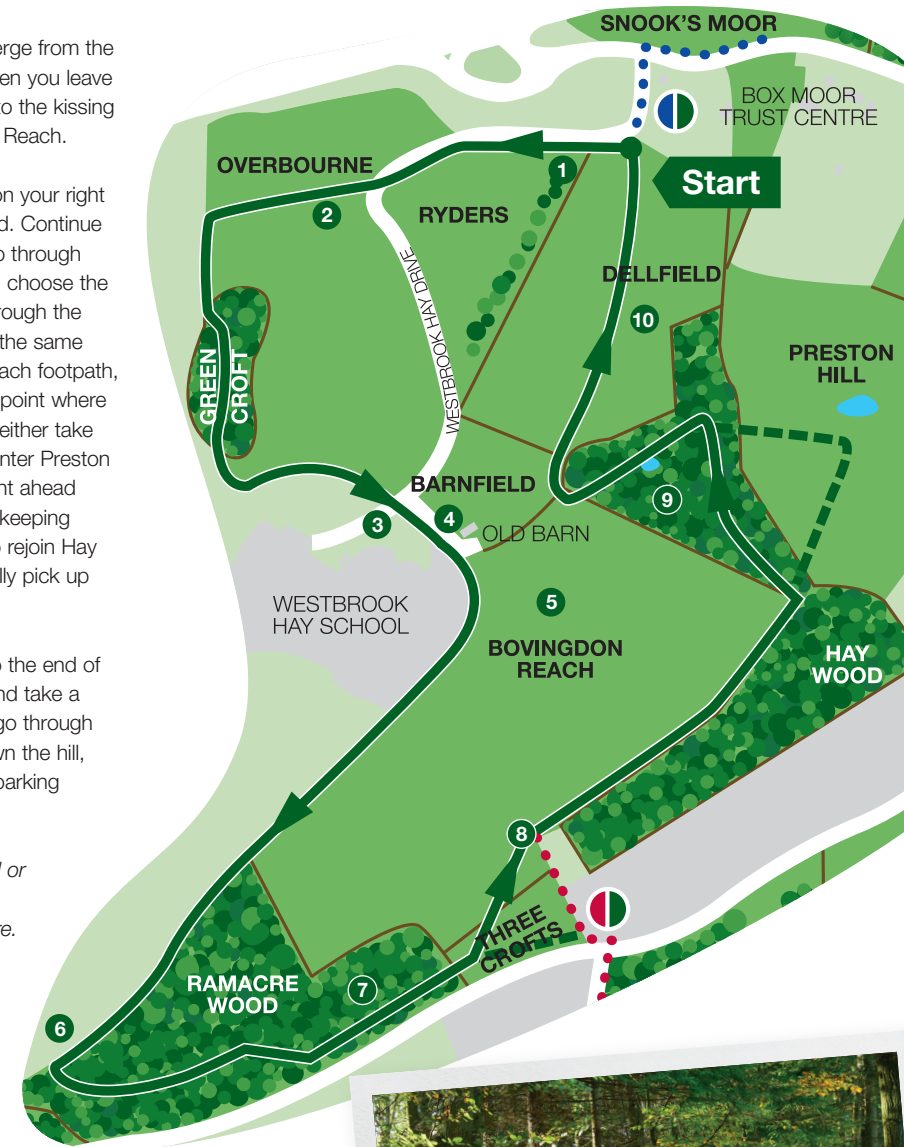 erge from the
en you leave
to the kissing
Reach.
on your right
d. Continue
o through
choose the
rough the
the same
ach footpath,
point where
either take
nter Preston
nt ahead
keeping
o rejoin Hay
lly pick up
o the end of
nd take a
go through
wn the hill,
parking
d or
re.
SNOOK'S MOOR
BOX MOOR
TRUST CENTRE
OVERBOURNE
1
Start
2
RYDERS
DELLFIELD
WESTBROOK HAY DRIVE
10
GREEN
CROFT
PRESTON
HILL
BARNFIELD
9
3
4
OLD BARN
WESTBROOK
HAY SCHOOL
5
BOVINGDON
REACH
HAY
WOOD
8
THREE
CROFTS
RAMACRE
WOOD
7
6